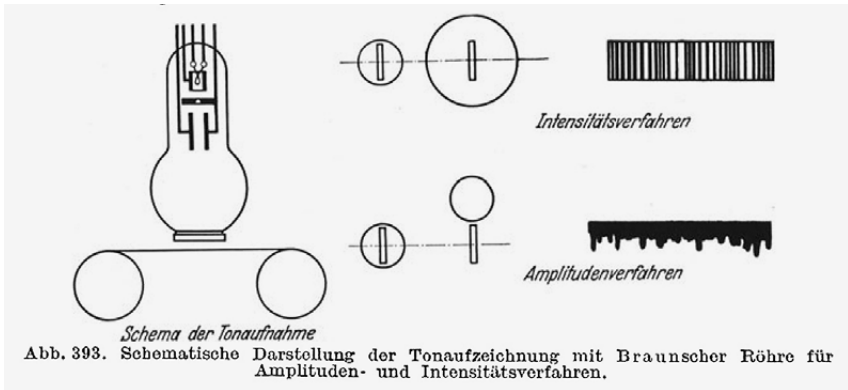 Intensitätsverfahren
Amplitudenverfahren
Schema der Tonaufnahme
Abb. 393. Schematische Darstellung der Tonaufzeichnung mit Braunscher Röhre für
Amplituden- und Intensitätsverfahren.